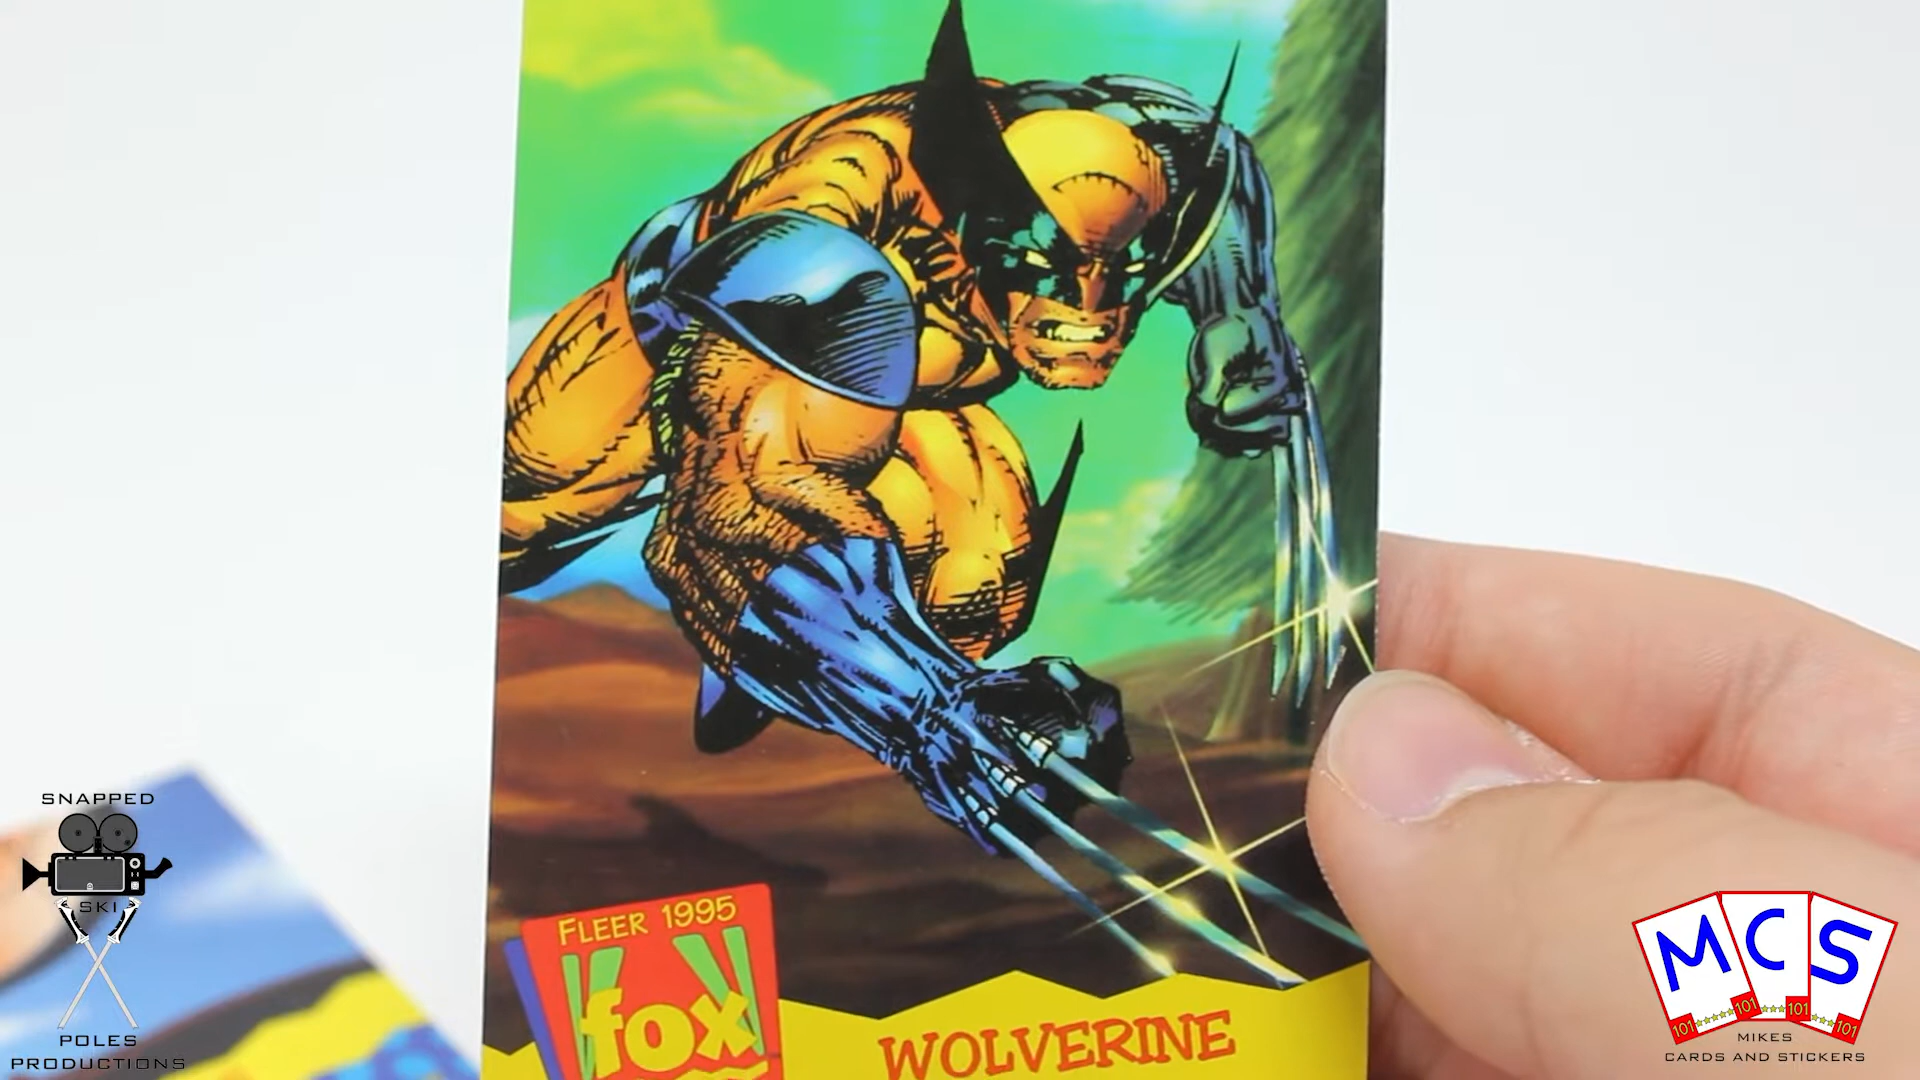 FLEER 1995
fox
WOLVERINE
SNAPPED
SKI
POLES
PRODUCTIONS
MCS
101 101 101 101
MIKES
CARDS AND STICKERS